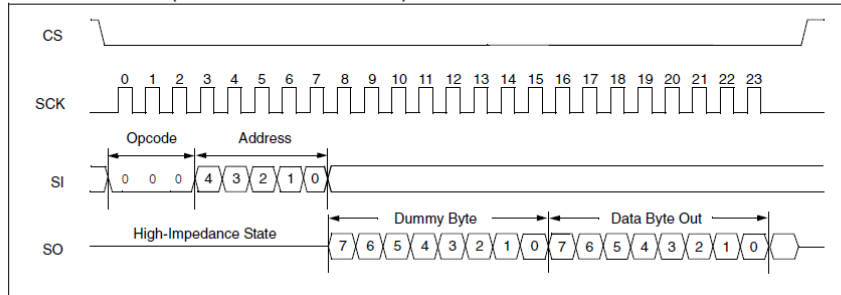 CS
0 1 2 3 4 5 6 7 8 9 10 11 12 13 14 15 16 17 18 19 20 21 22 23
SCK
Opcode Address
SI 0 0 0 4 3 2 1 0
Dummy Byte Data Byte Out
High-Impedance State
SO 7 6 5 4 3 2 1 0 7 6 5 4 3 2 1 0